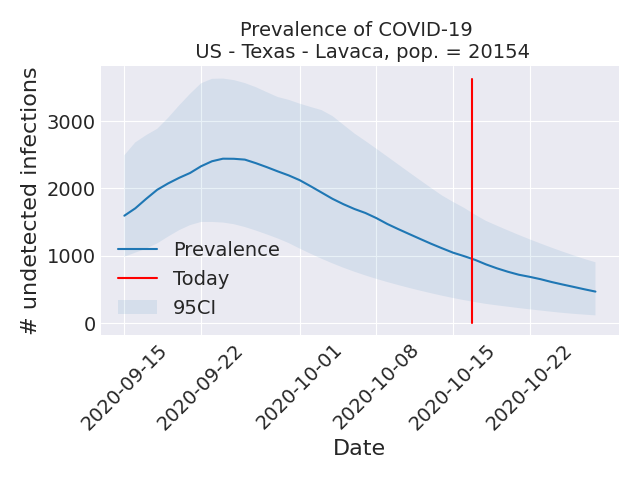 Prevalence of COVID-19
US - Texas - Lavaca, pop. = 20154
# undetected infections
3000
2000
1000
0
Prevalence
Today
95CI
2020-09-15
2020-09-22
2020-10-01
2020-10-08
2020-10-15
2020-10-22
Date